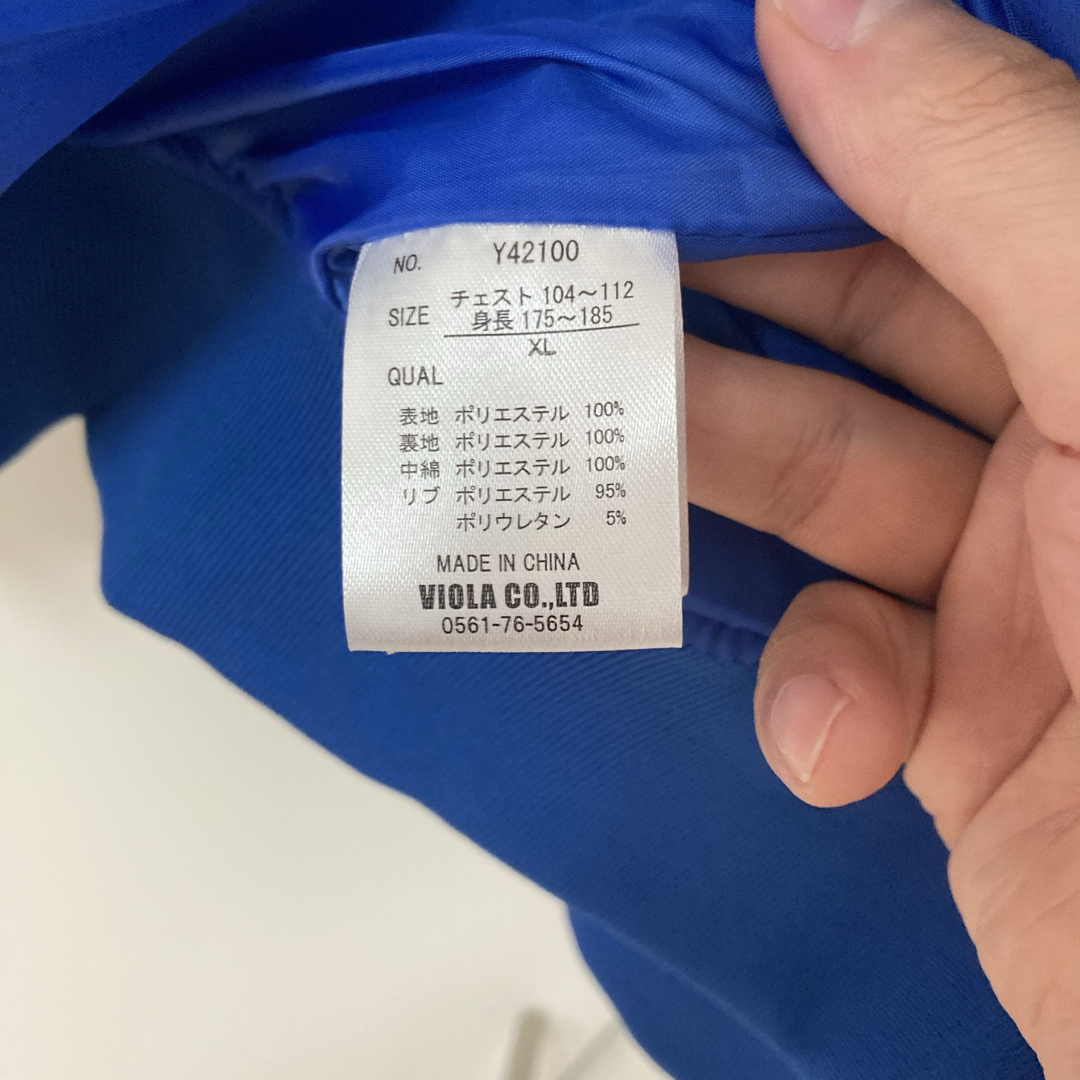 NO. Y42100
SIZE チェスト 104～112
身長 175～185
XL
QUAL
表地 ポリエステル 100%
裏地 ポリエステル 100%
中綿 ポリエステル 100%
リブ ポリエステル 95%
ポリウレタン 5%
MADE IN CHINA
VIOLA CO.,LTD
0561-76-5654